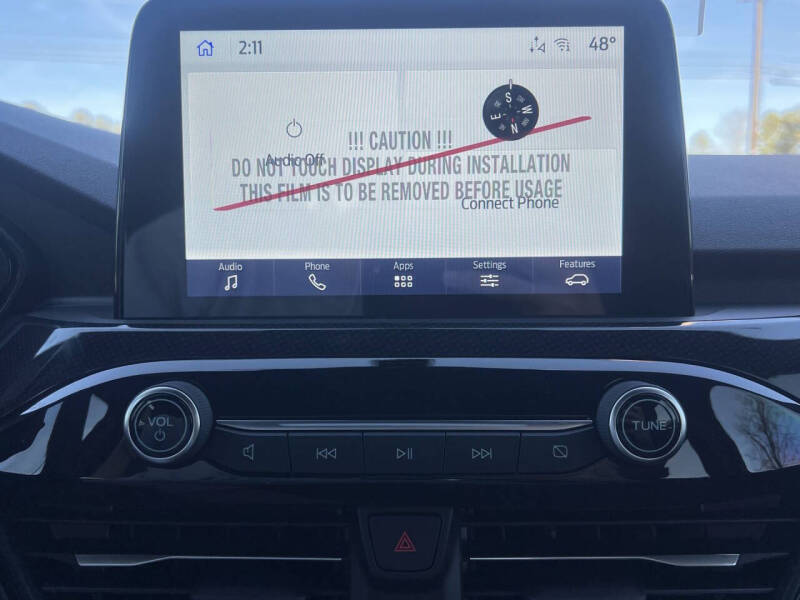 2:11
48°
S
E W
N
!!! CAUTION !!!
Audio Off
DO NOT TOUCH DISPLAY DURING INSTALLATION
THIS FILM IS TO BE REMOVED BEFORE USAGE
Connect Phone
Audio Phone Apps Settings Features
VOL
TUNE